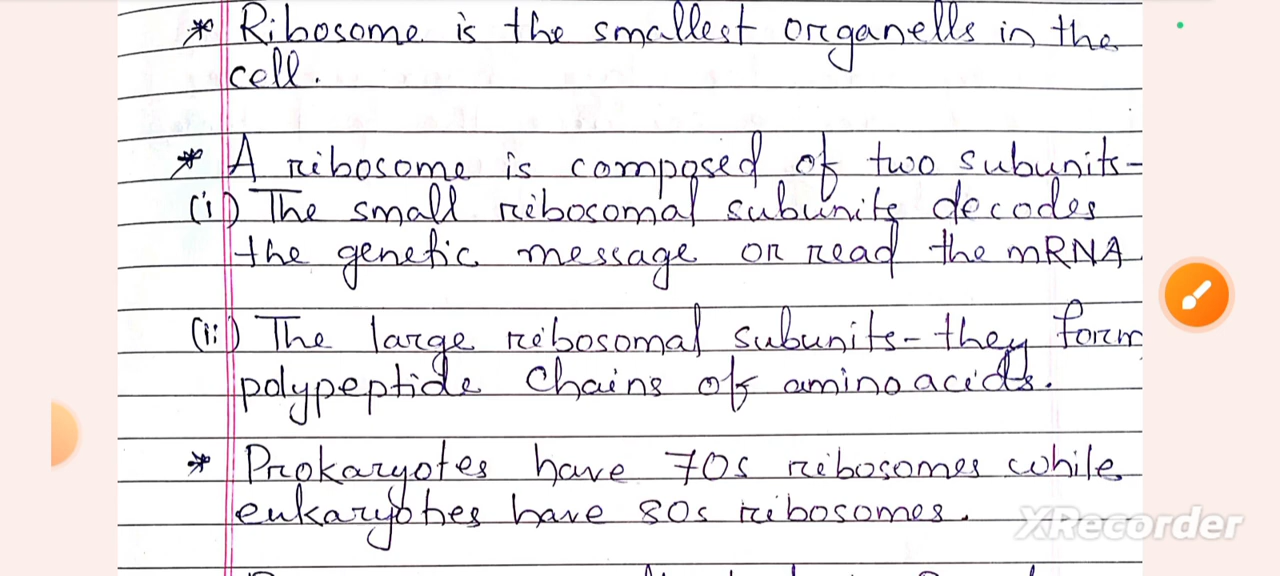 * Ribosome is the smallest organells in the
cell.
* A ribosome is composed of two subunits-
(i) The small ribosomal subunits decodes
the genetic message or read the mRNA
(ii) The large ribosomal subunits- they form
polypeptide chains of amino acids.
* Prokaryotes have 70s ribosomes while
eukaryotes have 80s ribosomes.
XRecorder